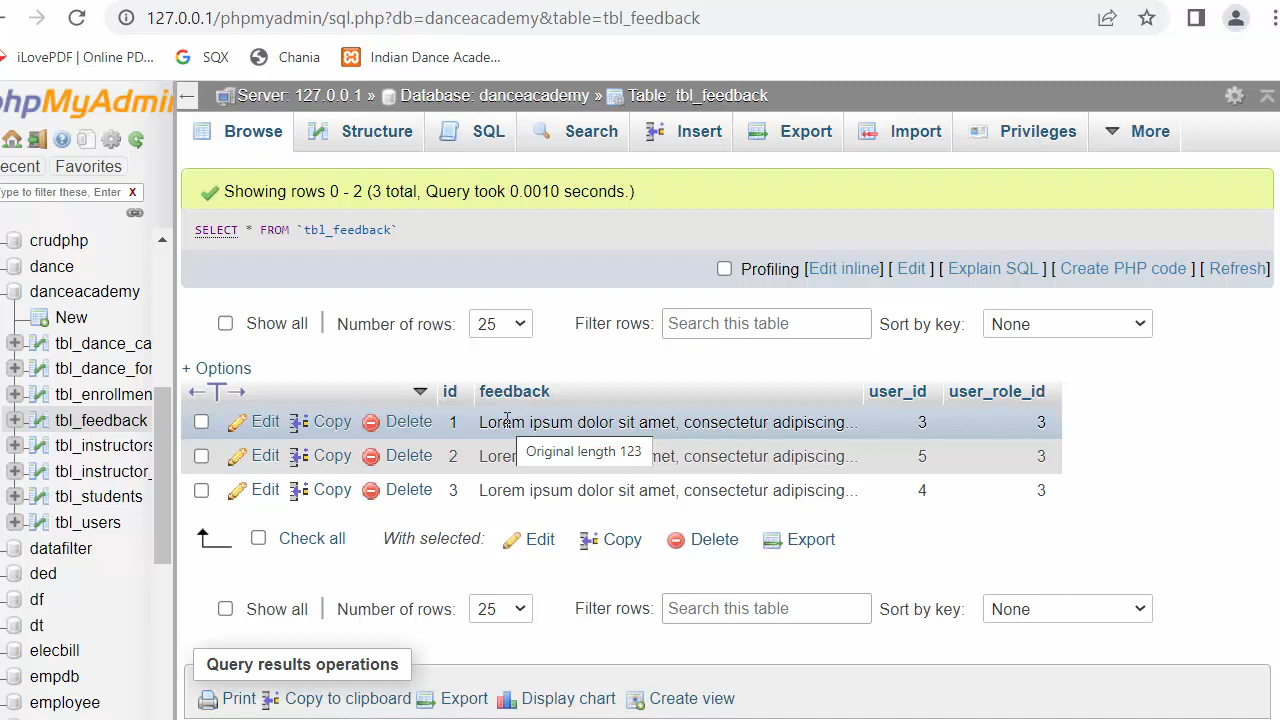 127.0.0.1/phpmyadmin/sql.php?db=danceacademy&table=tbl_feedback
iLovePDF | Online PD...
SQX
Chania
Indian Dance Acade...
phpMyAdmin
Server: 127.0.0.1 » Database: danceacademy » Table: tbl_feedback
Browse Structure SQL Search Insert Export Import Privileges More
ecent Favorites
ype to filter these, Enter X
Showing rows 0 - 2 (3 total, Query took 0.0010 seconds.)
SELECT * FROM `tbl_feedback`
Profiling [Edit inline] [ Edit ] [ Explain SQL ] [ Create PHP code ] [ Refresh]
crudphp
dance
danceacademy
New
tbl_dance_ca
tbl_dance_for
tbl_enrollmen
tbl_feedback
tbl_instructors
tbl_instructor_
tbl_students
tbl_users
datafilter
ded
df
dt
elecbill
empdb
employee
Show all Number of rows: 25 Filter rows: Search this table Sort by key: None
+ Options
id feedback user_id user_role_id
Edit Copy Delete 1 Lorem ipsum dolor sit amet, consectetur adipiscing... 3 3
Original length 123
Edit Copy Delete 2 Lorem amet, consectetur adipiscing... 5 3
Edit Copy Delete 3 Lorem ipsum dolor sit amet, consectetur adipiscing... 4 3
Check all With selected: Edit Copy Delete Export
Show all Number of rows: 25 Filter rows: Search this table Sort by key: None
Query results operations
Print Copy to clipboard Export Display chart Create view